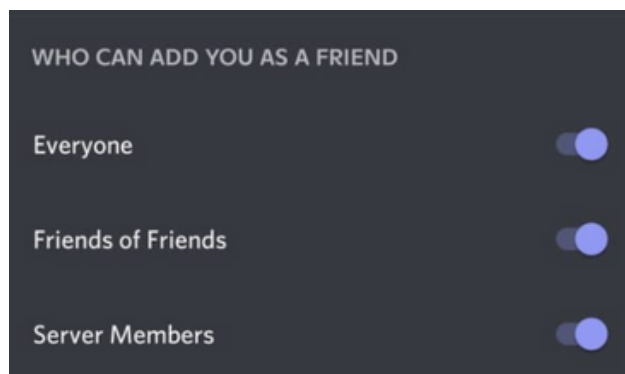 WHO CAN ADD YOU AS A FRIEND
Everyone
Friends of Friends
Server Members